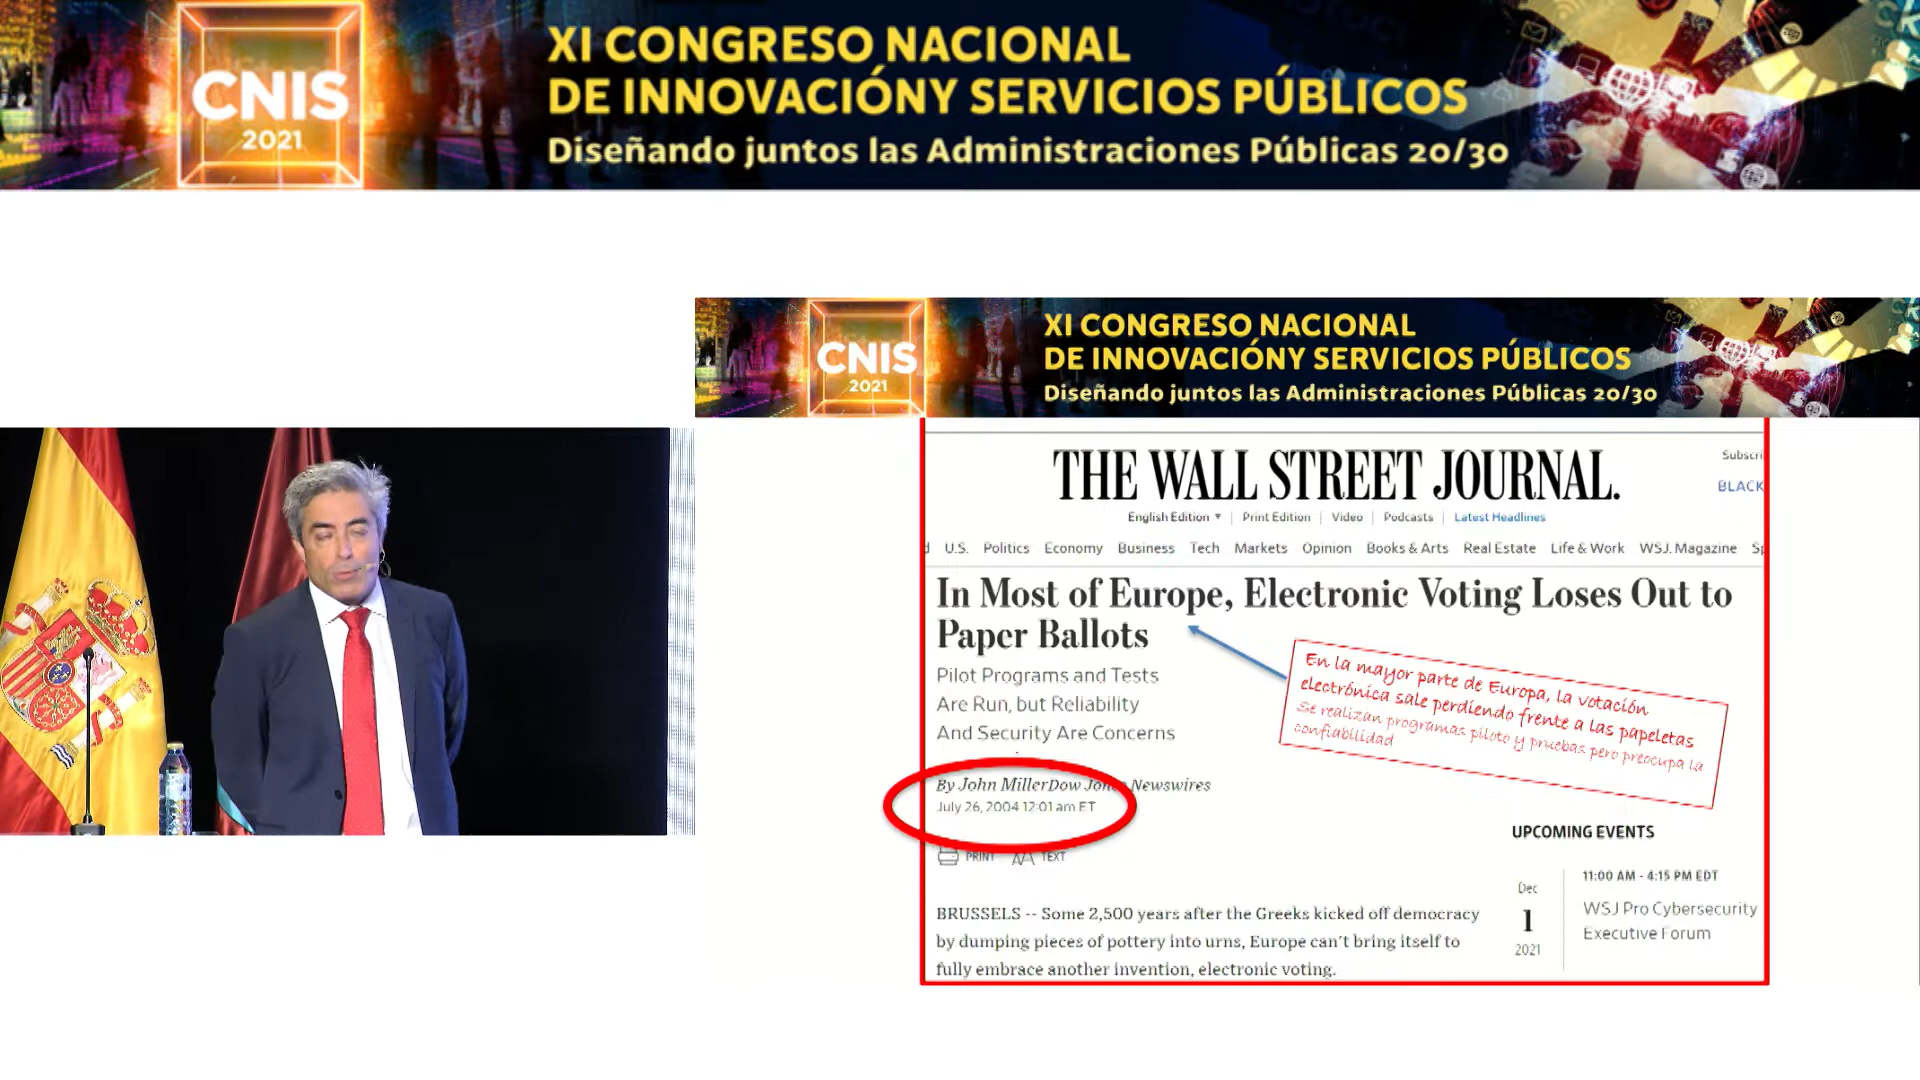 CNIS
2021
XI CONGRESO NACIONAL
DE INNOVACIÓNY SERVICIOS PÚBLICOS
Diseñando juntos las Administraciones Públicas 20/30
CNIS
2021
XI CONGRESO NACIONAL
DE INNOVACIÓNY SERVICIOS PÚBLICOS
Diseñando juntos las Administraciones Públicas 20/30
THE WALL STREET JOURNAL.
Subscri
BLACK
English Edition ▼ | Print Edition | Video | Podcasts | Latest Headlines
d U.S. Politics Economy Business Tech Markets Opinion Books & Arts Real Estate Life & Work WSJ. Magazine Sp
In Most of Europe, Electronic Voting Loses Out to
Paper Ballots
Pilot Programs and Tests
Are Run, but Reliability
And Security Are Concerns
En la mayor parte de Europa, la votación
electrónica sale perdiendo frente a las papeletas
Se realizan programas piloto y pruebas pero preocupa la
confiabilidad
By John MillerDow Jones Newswires
July 26, 2004 12:01 am ET
PRINT AA TEXT
BRUSSELS -- Some 2,500 years after the Greeks kicked off democracy
by dumping pieces of pottery into urns, Europe can't bring itself to
fully embrace another invention, electronic voting.
UPCOMING EVENTS
Dec
1
2021
11:00 AM - 4:15 PM EDT
WSJ Pro Cybersecurity
Executive Forum